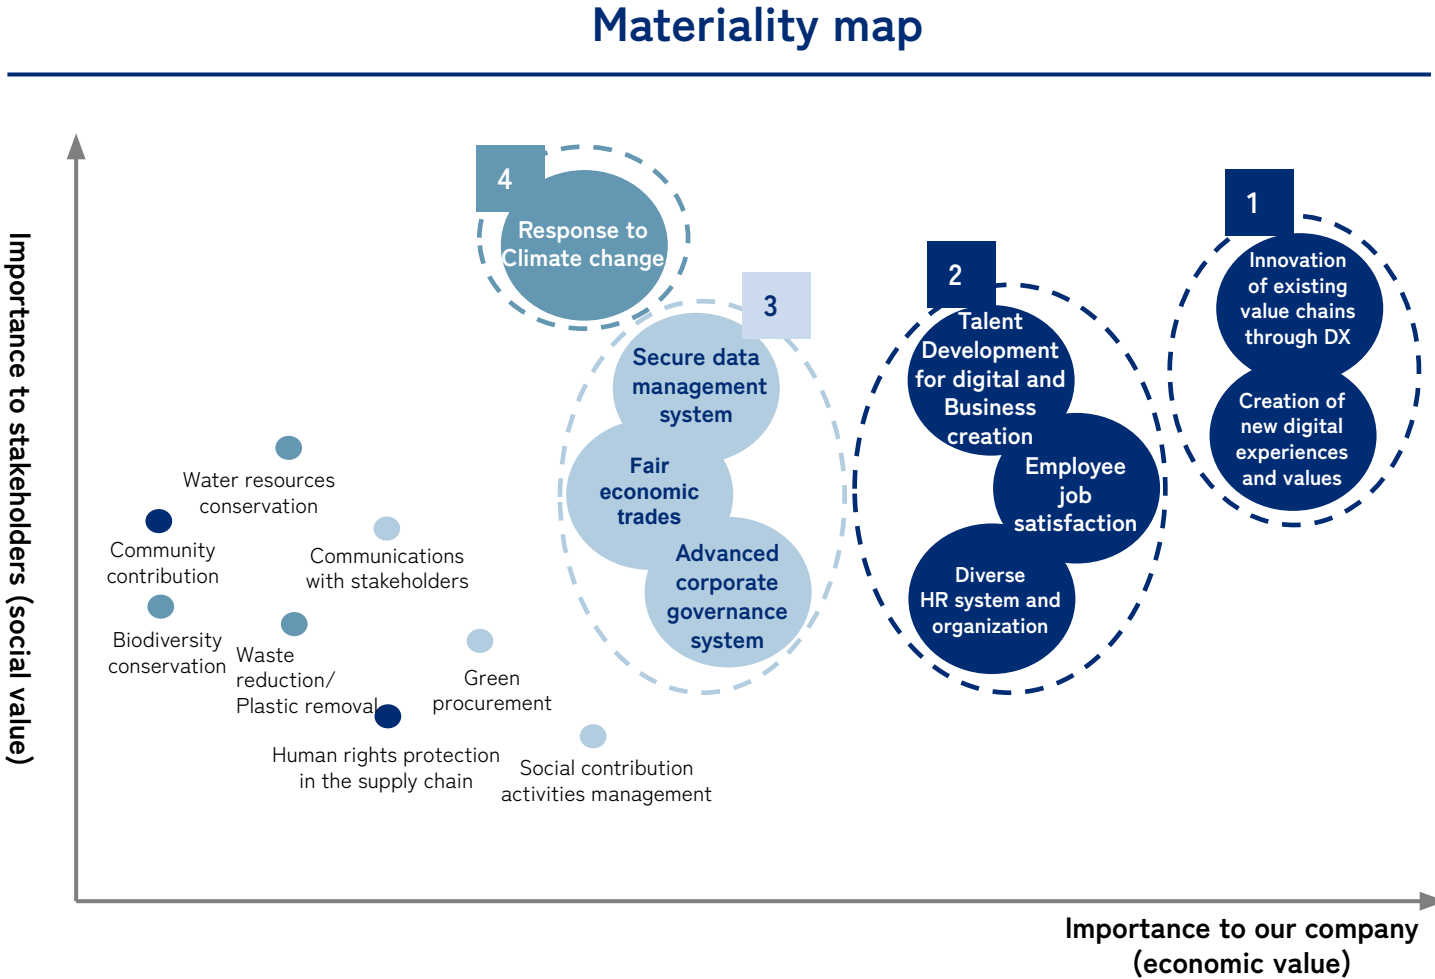 Materiality map
Importance to stakeholders (social value)
4
Response to
Climate change
3
Secure data
management
system
Fair
economic
trades
Advanced
corporate
governance
system
2
Talent
Development
for digital and
Business
creation
Employee
job
satisfaction
Diverse
HR system and
organization
1
Innovation
of existing
value chains
through DX
Creation of
new digital
experiences
and values
Water resources
conservation
Community
contribution
Communications
with stakeholders
Biodiversity
conservation
Waste
reduction/
Plastic removal
Green
procurement
Human rights protection
in the supply chain
Social contribution
activities management
Importance to our company
(economic value)